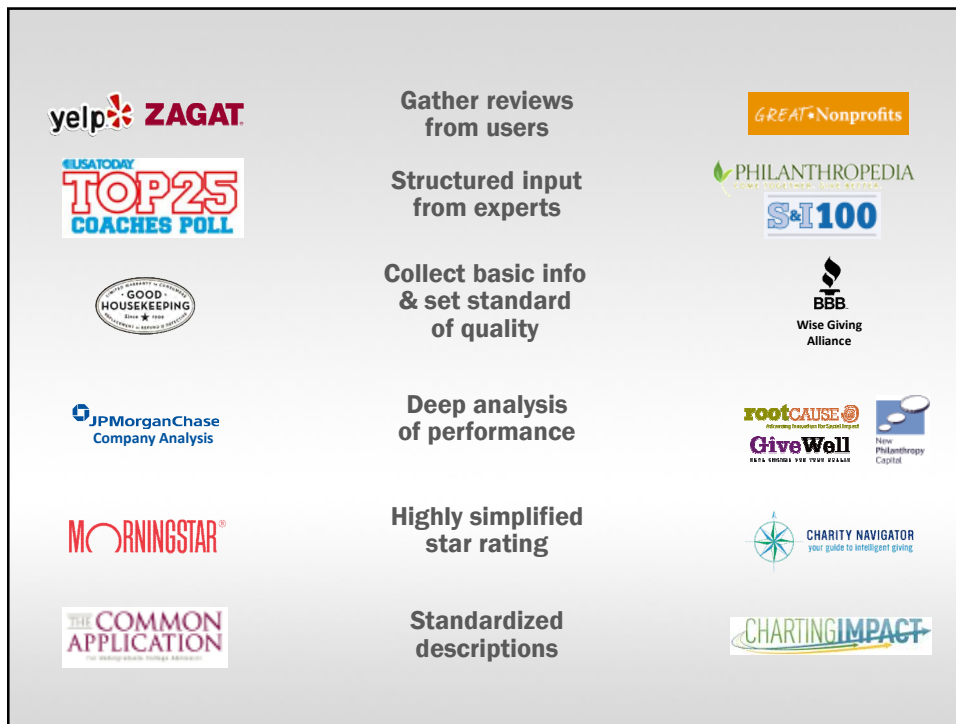 yelp ZAGAT
Gather reviews
from users
GREAT Nonprofits
USA TODAY
TOP25
COACHES POLL
Structured input
from experts
PHILANTHROPEDIA
S&I 100
GOOD
HOUSEKEEPING
Since 1909
Collect basic info
& set standard
of quality
BBB
Wise Giving
Alliance
JPMorganChase
Company Analysis
Deep analysis
of performance
rootCAUSE
GiveWell
New
Philanthropy
Capital
MORNINGSTAR®
Highly simplified
star rating
CHARITY NAVIGATOR
your guide to intelligent giving
THE COMMON
APPLICATION
Standardized
descriptions
CHARTING IMPACT